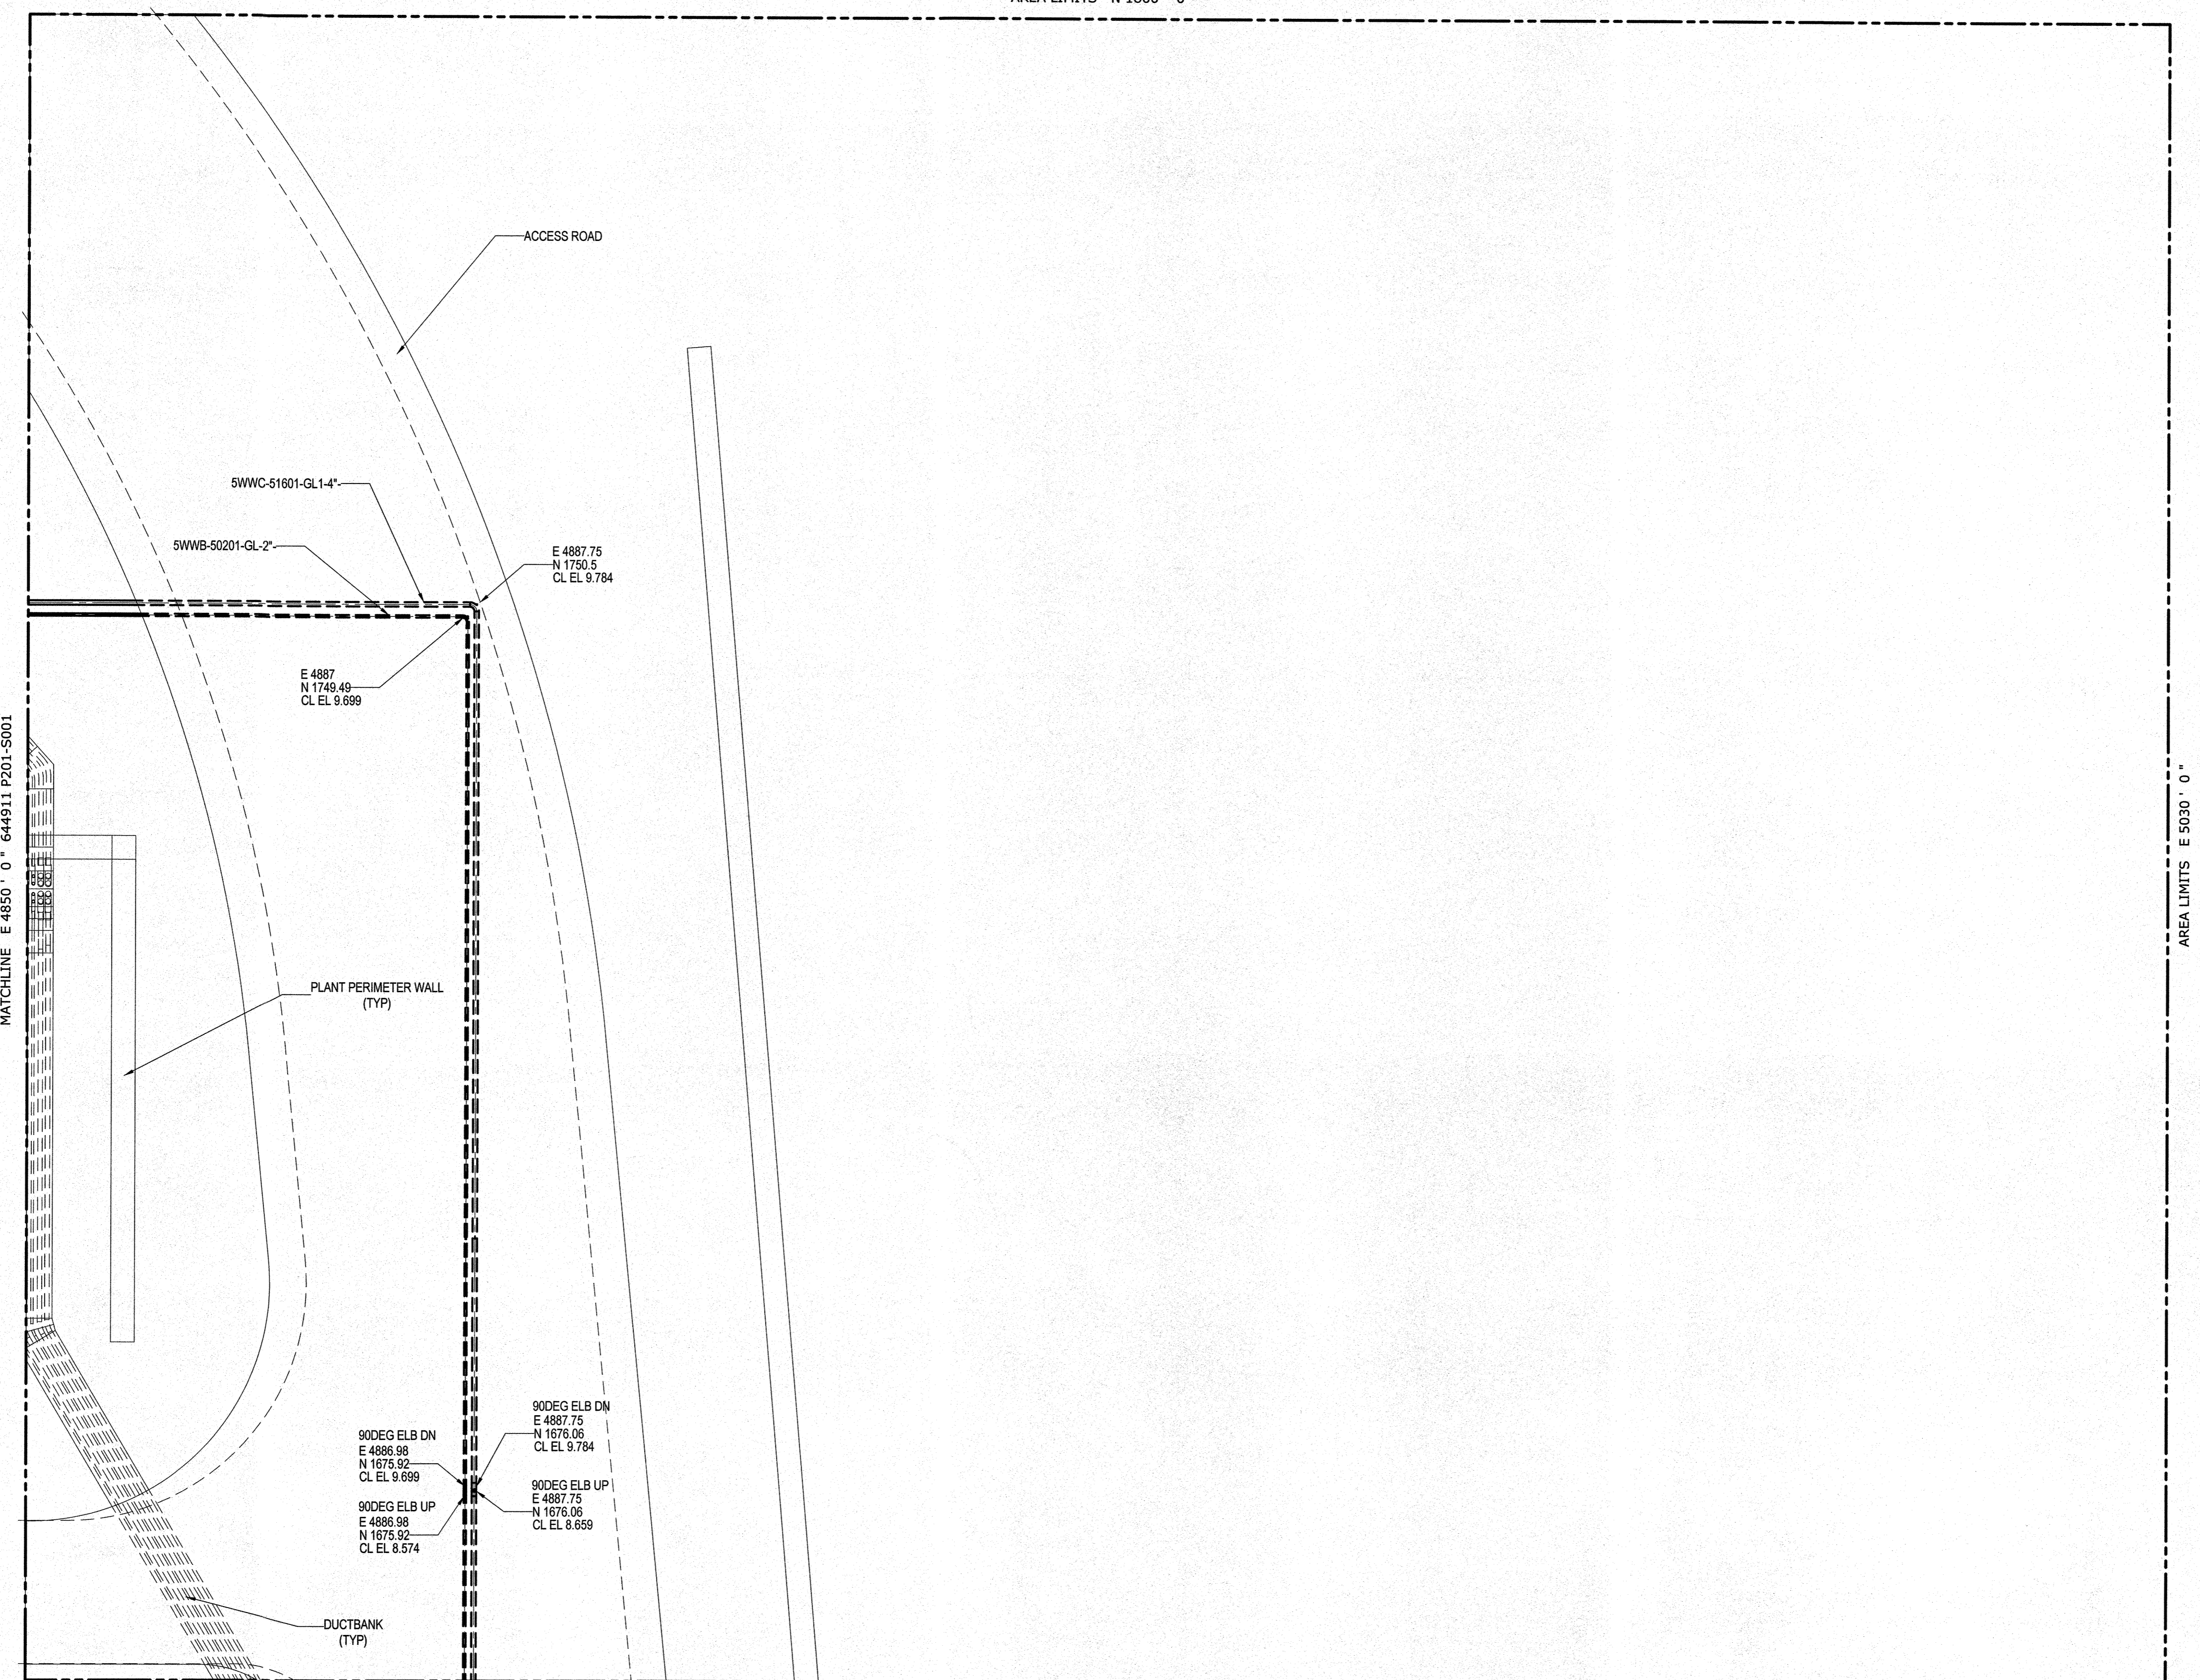 ACCESS ROAD
5WWC-51601-GL1-4"
5WWB-50201-GL-2"
E 4887.75
N 1750.5
CL EL 9.784
E 4887
N 1749.49
CL EL 9.699
MATCHLINE E 4850 ' 0 " 644911 P201-S001
AREA LIMITS E 5030 ' 0 "
PLANT PERIMETER WALL
(TYP)
90DEG ELB DN
E 4887.75
N 1676.06
CL EL 9.784
90DEG ELB DN
E 4886.98
N 1675.92
CL EL 9.699
90DEG ELB UP
E 4887.75
N 1676.06
CL EL 8.659
90DEG ELB UP
E 4886.98
N 1675.92
CL EL 8.574
DUCTBANK
(TYP)